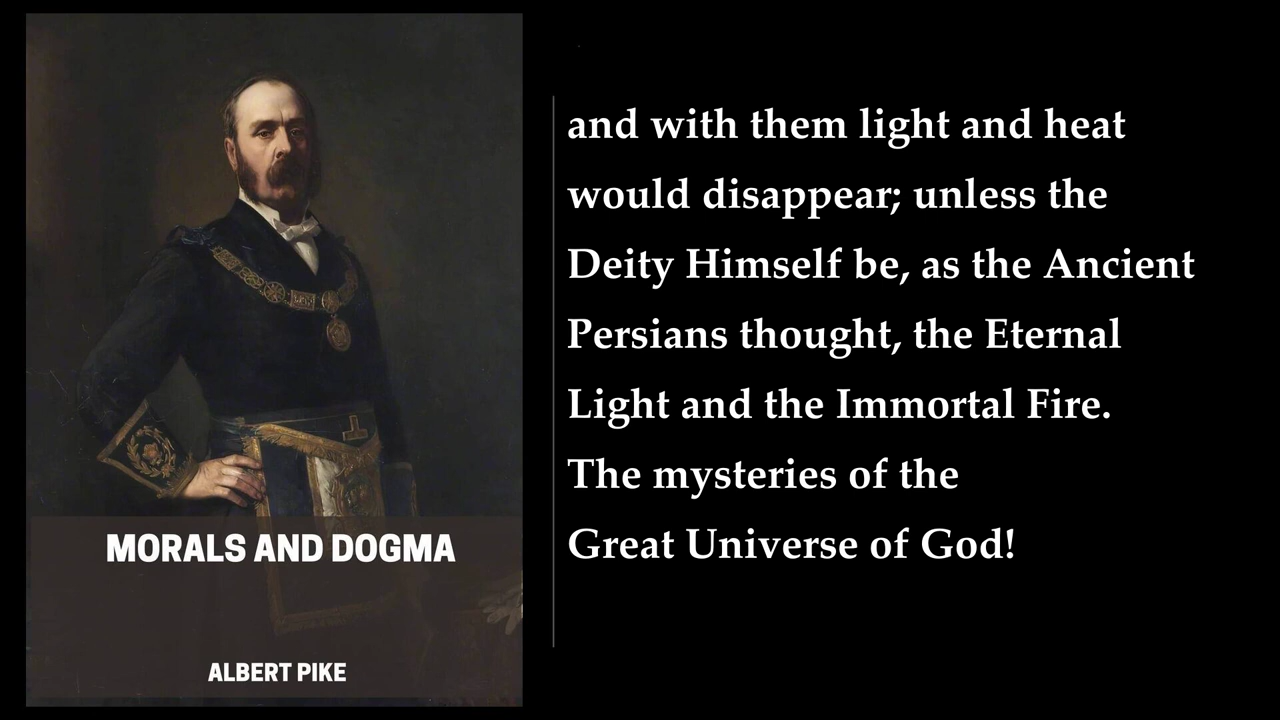 MORALS AND DOGMA
ALBERT PIKE
and with them light and heat
would disappear; unless the
Deity Himself be, as the Ancient
Persians thought, the Eternal
Light and the Immortal Fire.
The mysteries of the
Great Universe of God!